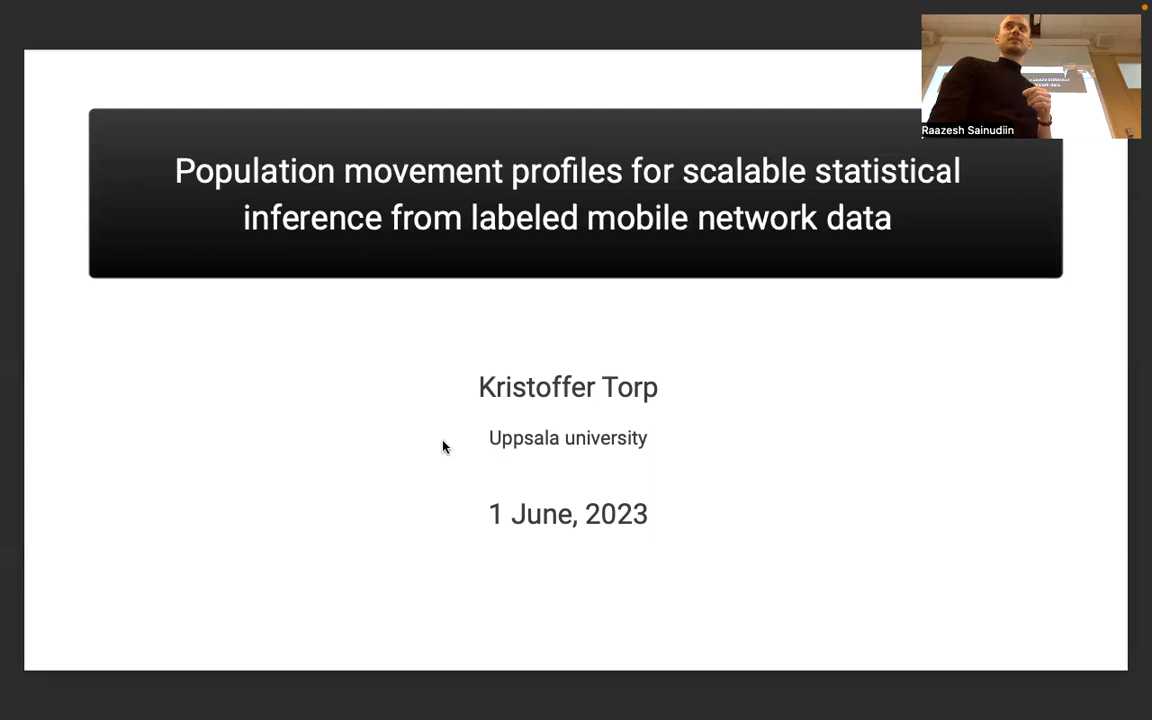 Population movement profiles for scalable statistical
inference from labeled mobile network data
Raazesh Sainudiin
Kristoffer Torp
Uppsala university
1 June, 2023